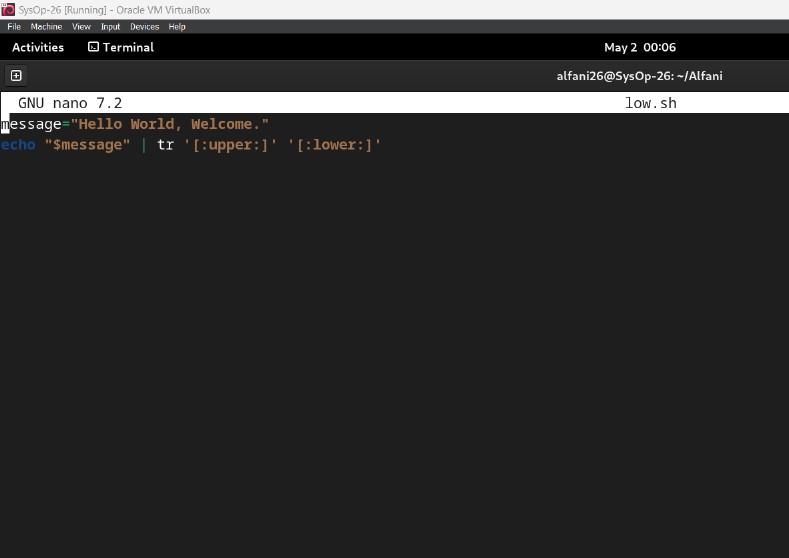 SysOp-26 [Running] - Oracle VM VirtualBox
File Machine View Input Devices Help
Activities Terminal May 2 00:06
alfani26@SysOp-26: ~/Alfani
GNU nano 7.2 low.sh
message="Hello World, Welcome."
echo "$message" | tr '[:upper:]' '[:lower:]'